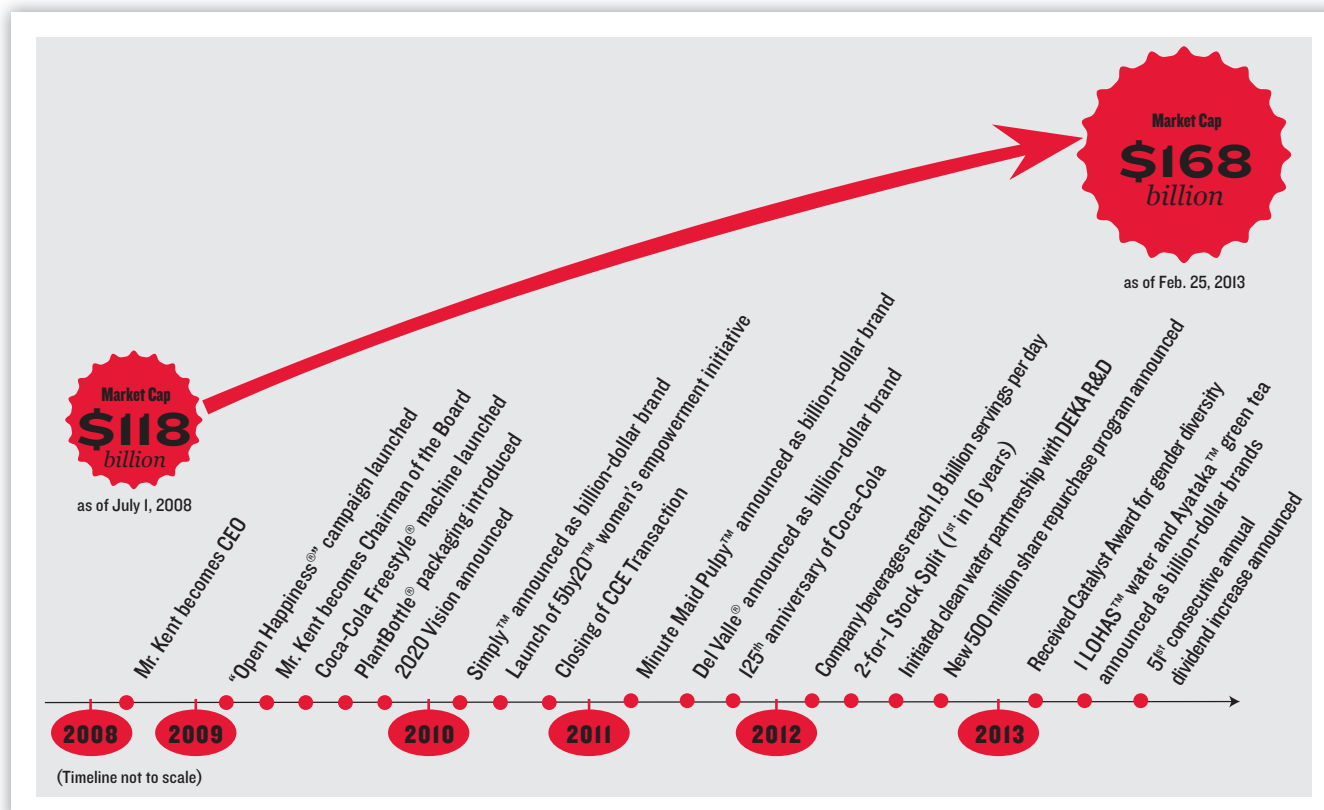 Market Cap
$168
billion
as of Feb. 25, 2013
Market Cap
$118
billion
as of July 1, 2008
Mr. Kent becomes CEO
“Open Happiness®” campaign launched
Mr. Kent becomes Chairman of the Board
Coca-Cola Freestyle® machine launched
PlantBottle® packaging introduced
2020 Vision announced
Simply™ announced as billion-dollar brand
Launch of 5by20™ women’s empowerment initiative
Closing of CCE Transaction
Minute Maid Pulpy™ announced as billion-dollar brand
Del Valle® announced as billion-dollar brand
125th anniversary of Coca-Cola
Company beverages reach 1.8 billion servings per day
2-for-1 Stock Split (1st in 16 years)
Initiated clean water partnership with DEKA R&D
New 500 million share repurchase program announced
Received Catalyst Award for gender diversity
I LOHAS™ water and Ayataka™ green tea
announced as billion-dollar brands
51st consecutive annual
dividend increase announced
2008
2009
2010
2011
2012
2013
(Timeline not to scale)